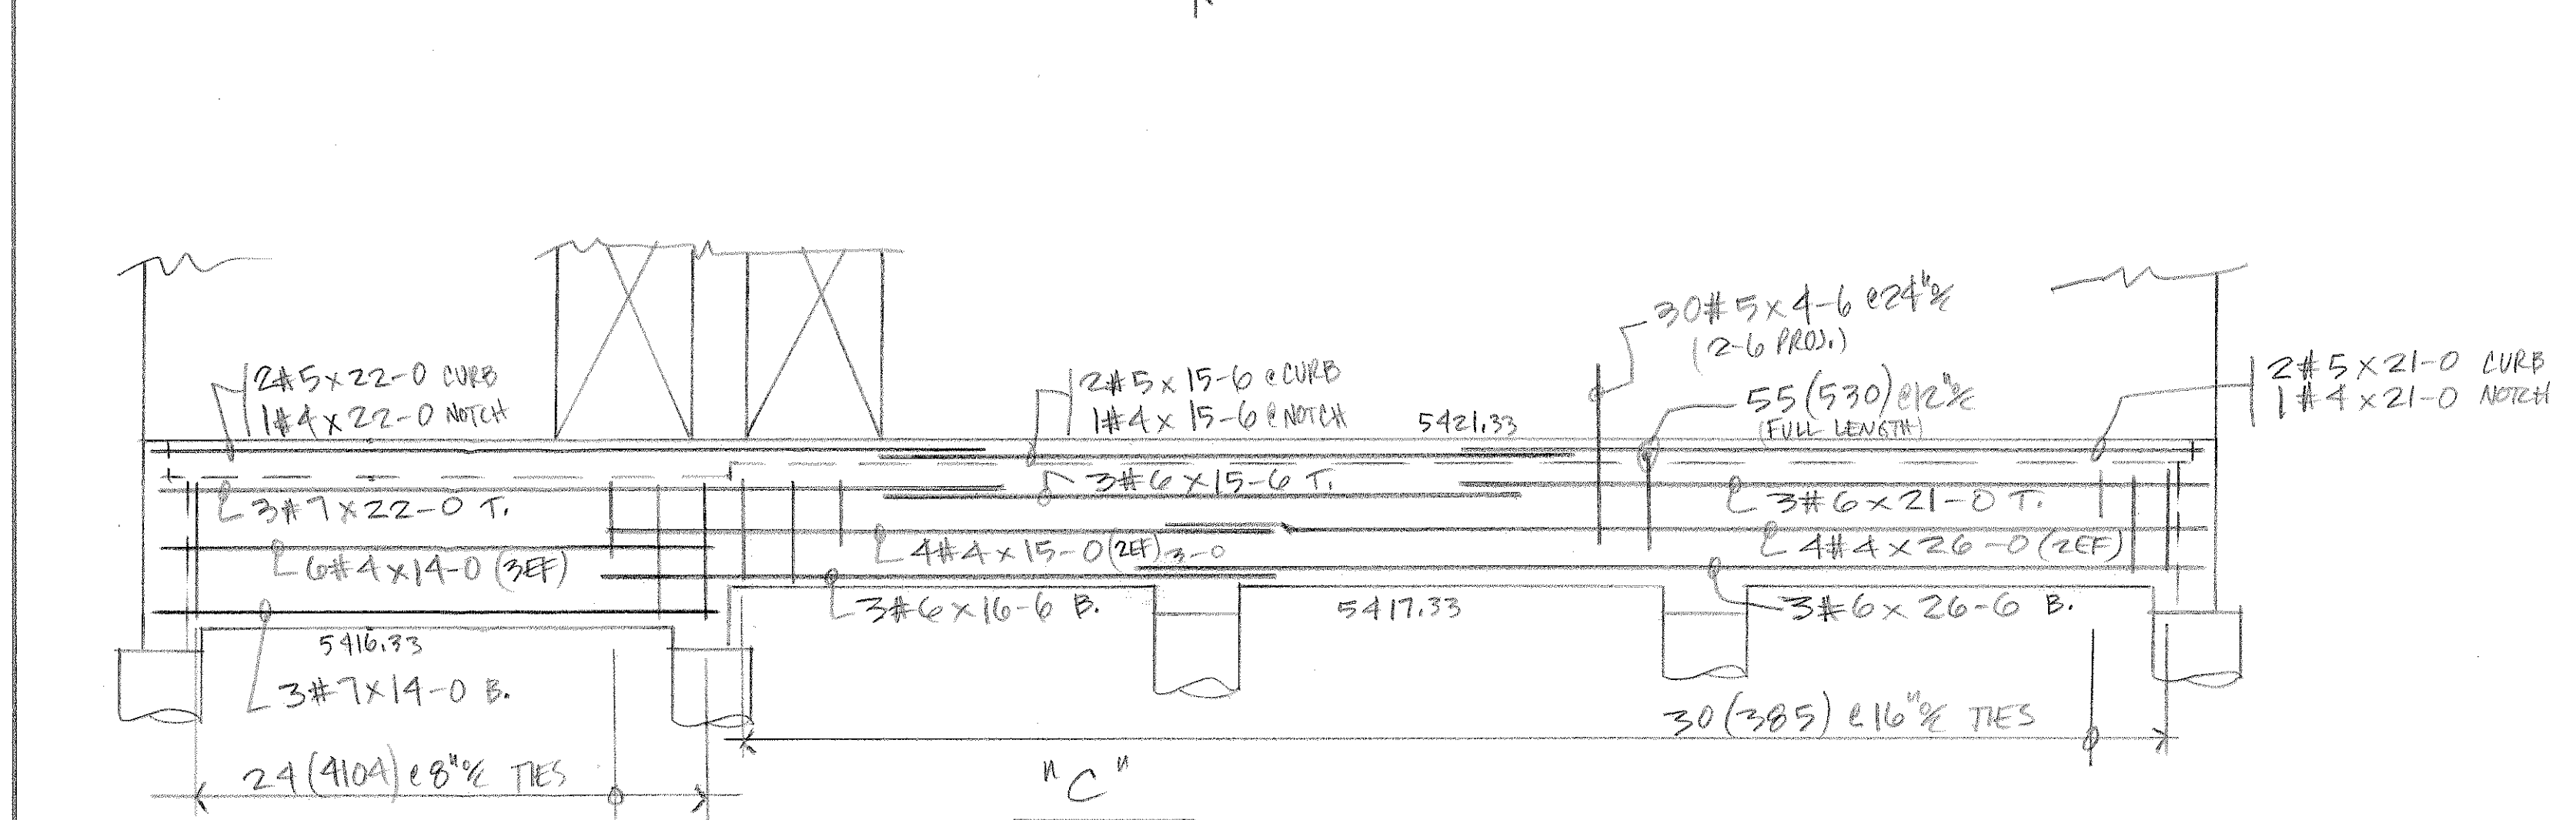 30#5x4-6 @24"o/c
(2-6 PROJ.)
2#5x22-0 CURB
1#4x22-0 NOTCH
2#5x15-6 @CURB
1#4x15-6 @NOTCH
5421.33
55(530)@12"o/c
(FULL LENGTH)
2#5x21-0 CURB
1#4x21-0 NOTCH
3#7x22-0 T.
3#6x15-6 T.
3#6x21-0 T.
6#4x14-0 (3EF)
4#4x15-0(2EF)
3-0
4#4x26-0(2EF)
5416.33
3#6x16-6 B.
5417.33
3#6x26-6 B.
3#7x14-0 B.
30(385) @16"o/c TIES
24(4104)@8"o/c TIES
"C"